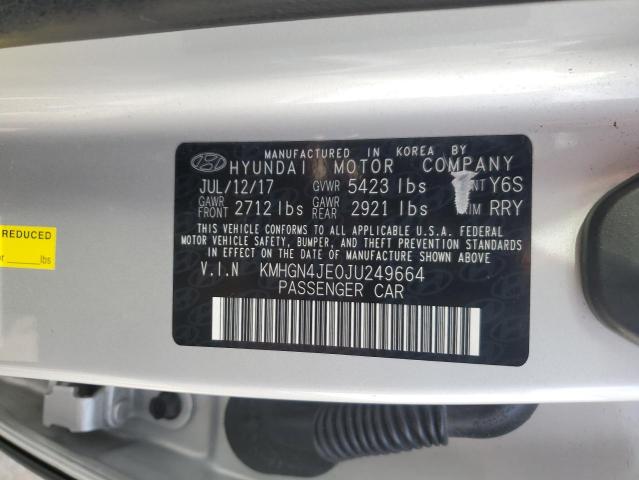 MANUFACTURED IN KOREA BY
HYUNDAI MOTOR COMPANY
JUL/12/17 GVWR 5423 lbs Y6S
GAWR FRONT 2712 lbs GAWR REAR 2921 lbs RRY
THIS VEHICLE CONFORMS TO ALL APPLICABLE U.S.A. FEDERAL
MOTOR VEHICLE SAFETY, BUMPER, AND THEFT PREVENTION STANDARDS
IN EFFECT ON THE DATE OF MANUFACTURE SHOWN ABOVE
V.I.N KMHGN4JE0JU249664
PASSENGER CAR
REDUCED
lbs